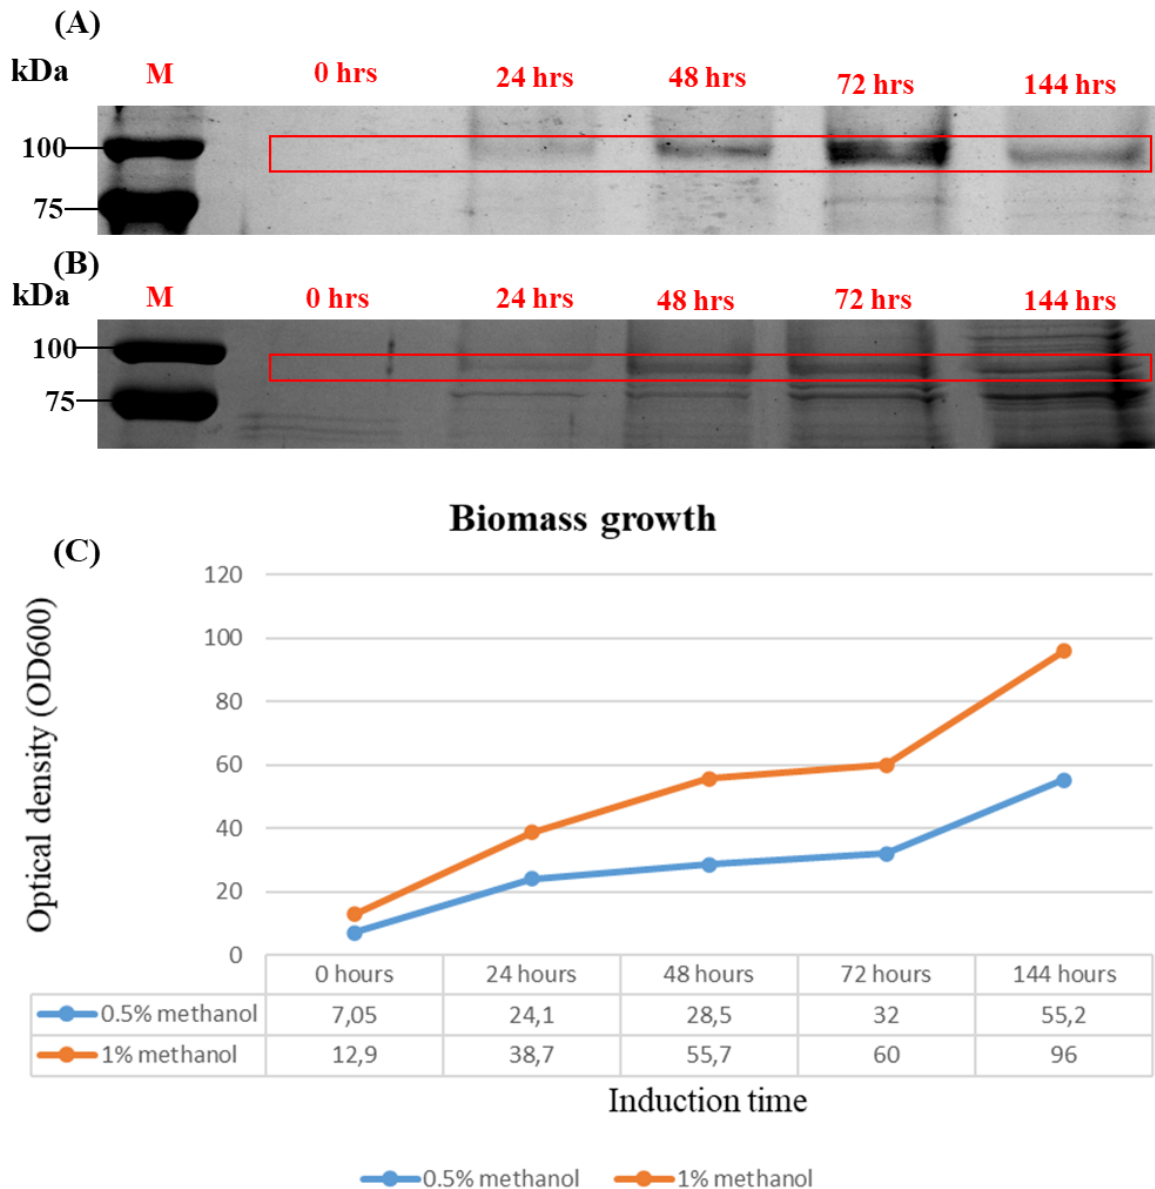 (A)
kDa M 0 hrs 24 hrs 48 hrs 72 hrs 144 hrs
100
75
(B)
kDa M 0 hrs 24 hrs 48 hrs 72 hrs 144 hrs
100
75
Biomass growth
(C)
Optical density (OD600)
120
100
80
60
40
20
0
0 hours 24 hours 48 hours 72 hours 144 hours
0.5% methanol 7,05 24,1 28,5 32 55,2
1% methanol 12,9 38,7 55,7 60 96
Induction time
0.5% methanol 1% methanol